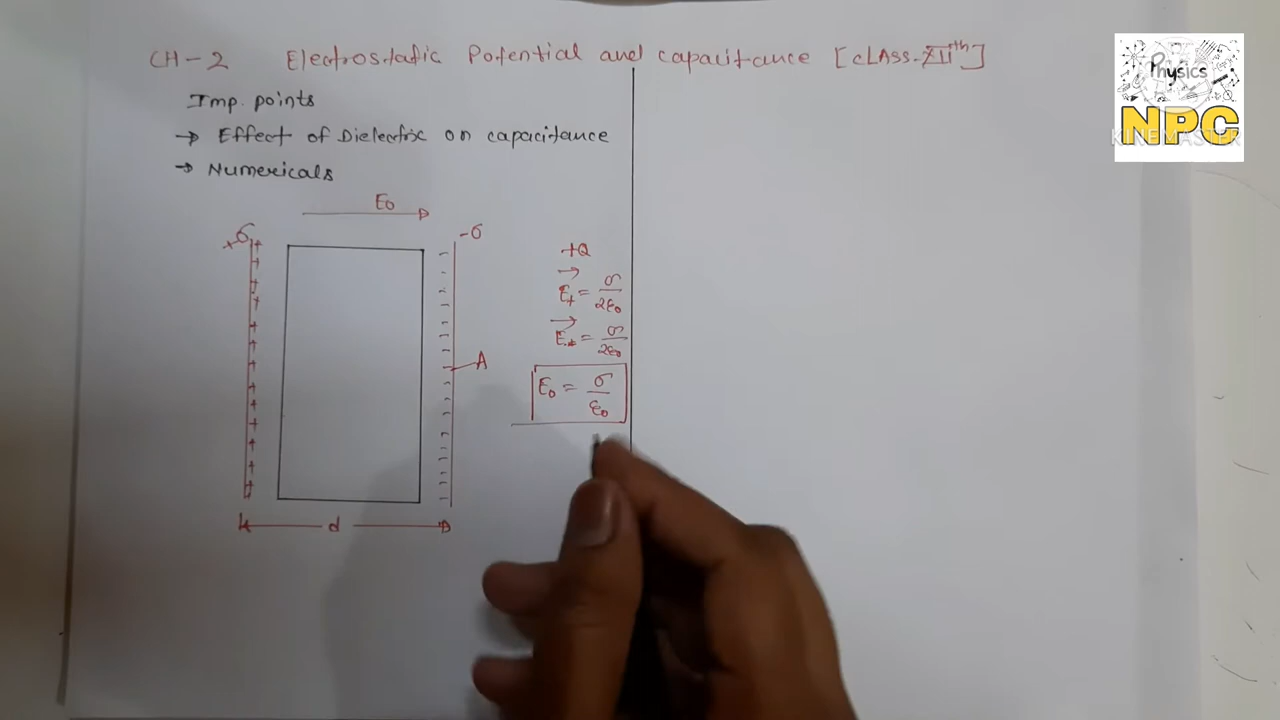 CH-2 Electrostatic Potential and capacitance [CLASS-XIIth]
Imp. points
→ Effect of Dielectric on capacitance
→ Numericals
E0
+σ
-σ
A
d
+Q
E+ = σ/2ε0
= σ/2ε0
E0 = σ/ε0
Physics
NPC
KINEMASTER